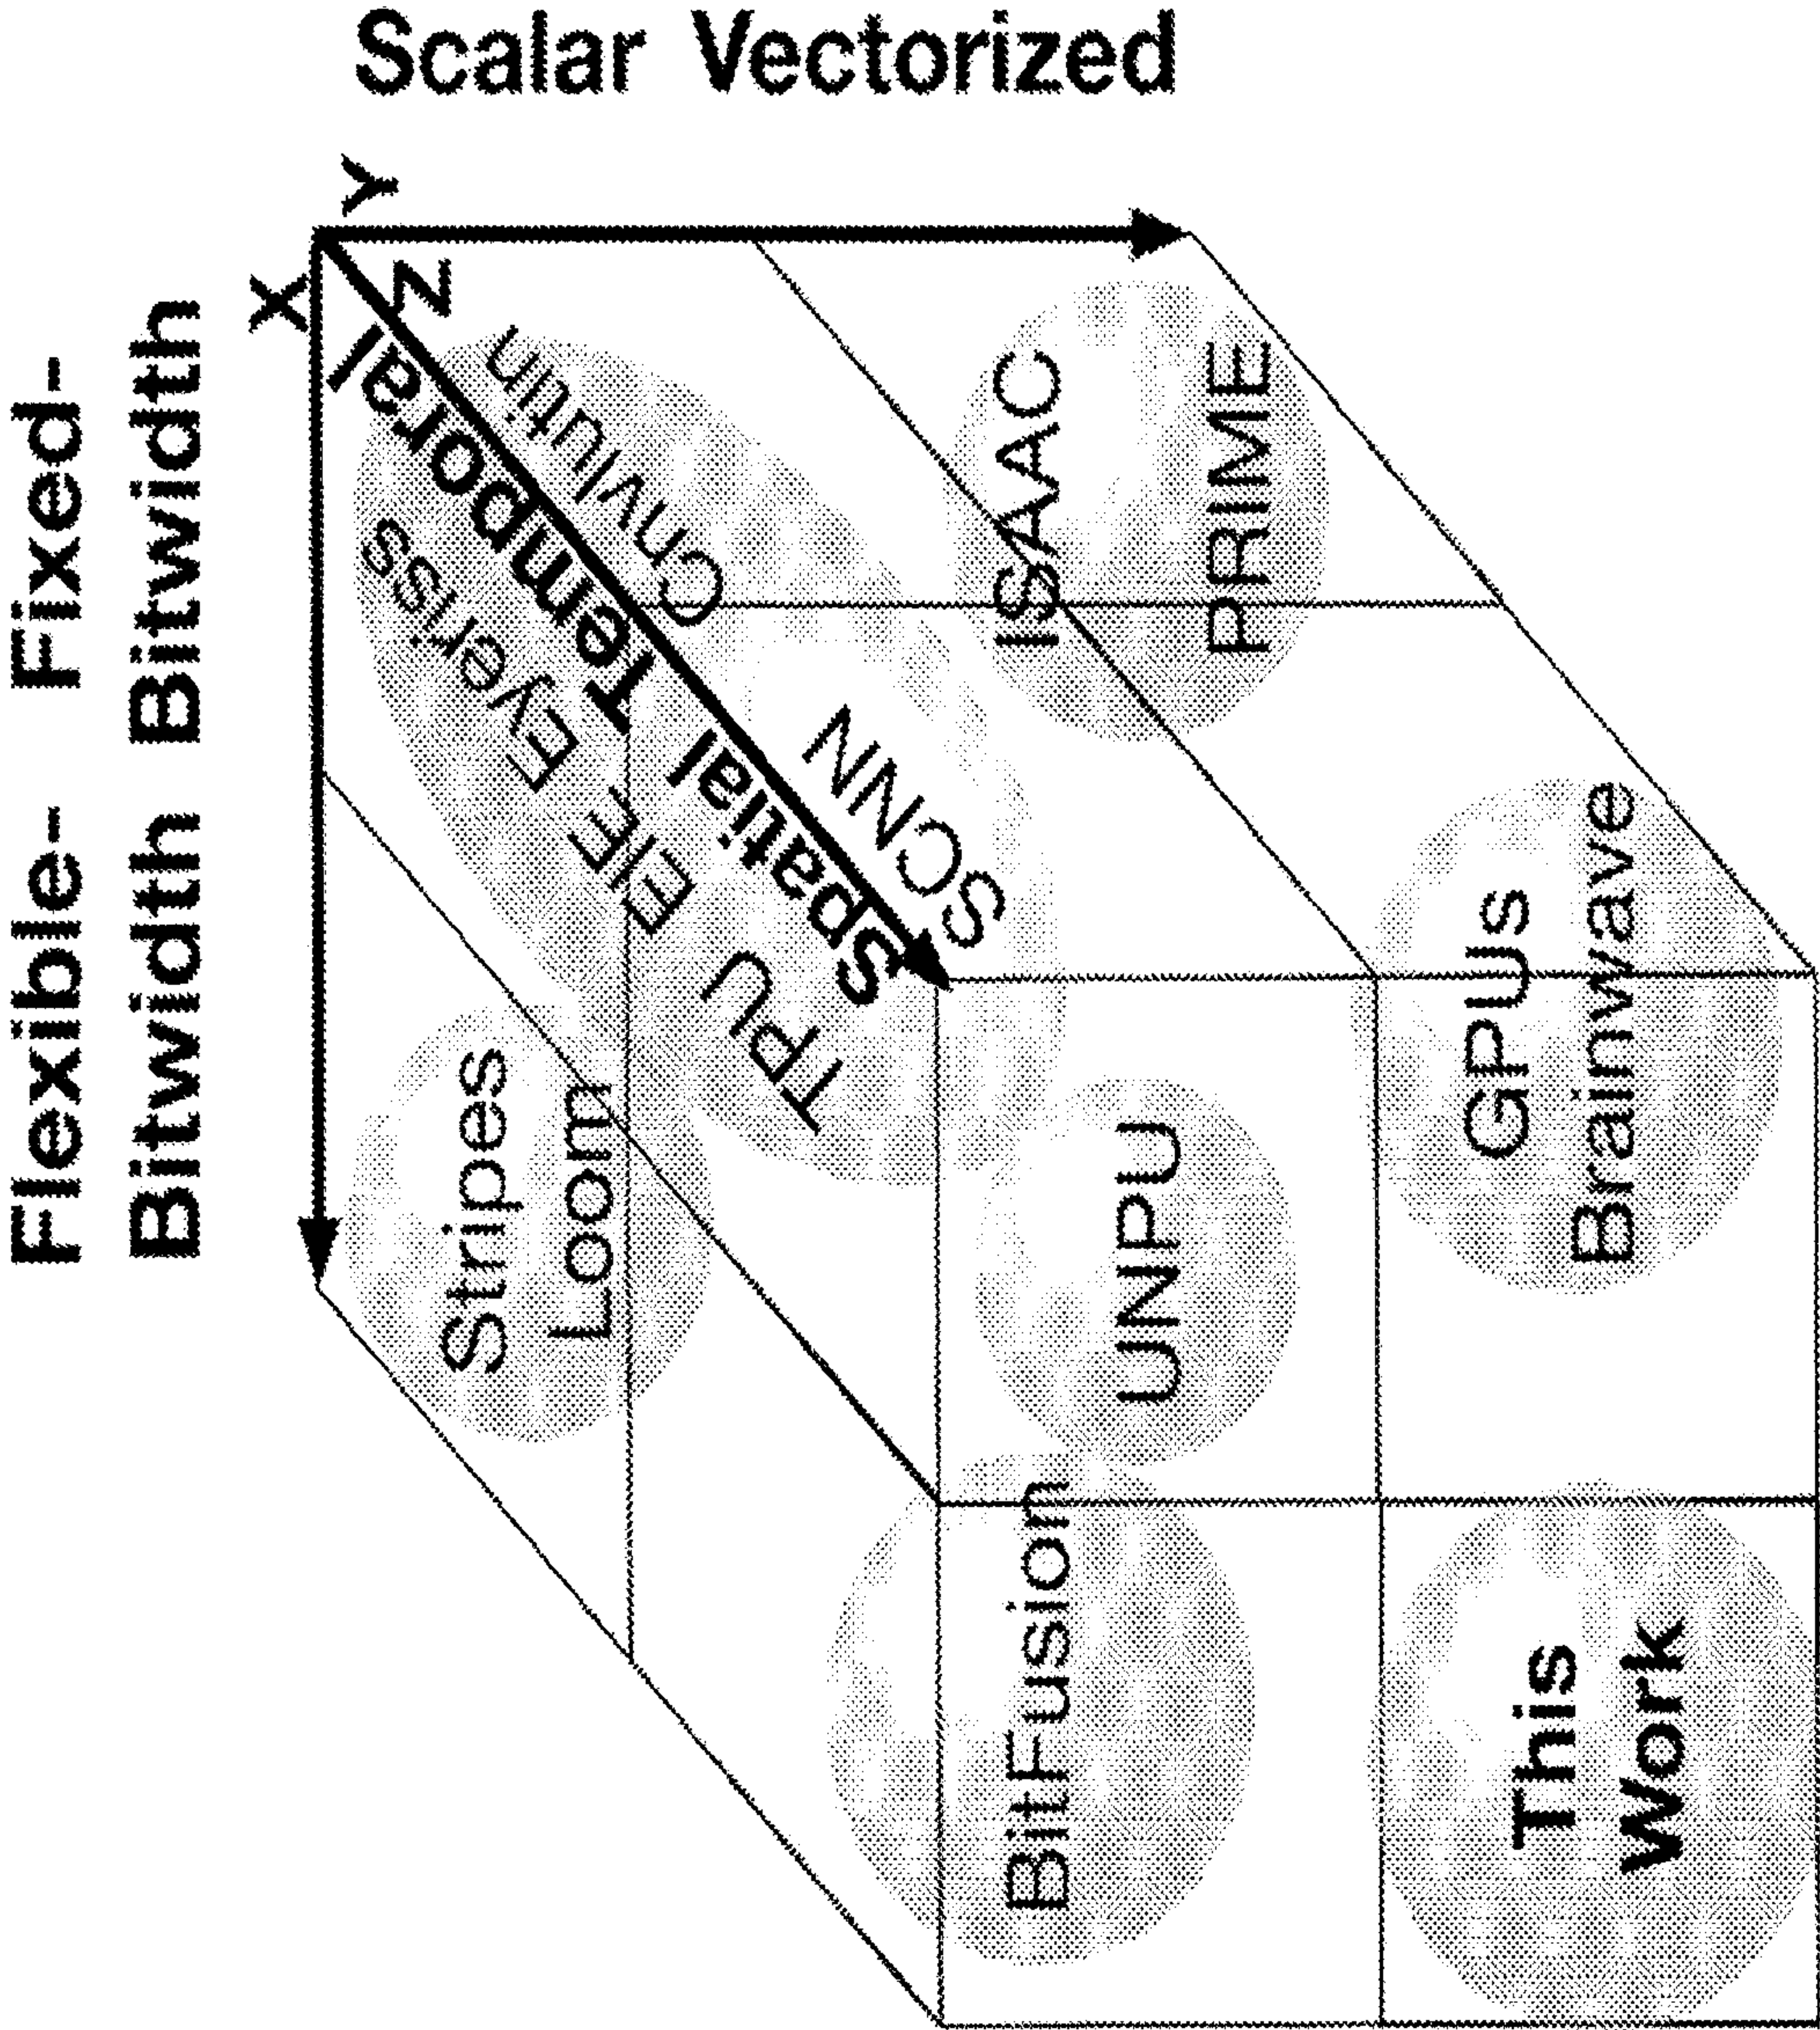 Scalar Vectorized
Flexible- Fixed-
Bitwidth Bitwidth
X
Y
Z
Spatial Temporal
Cnvlutin
Eyeriss
EIE
TPU
SCNN
Stripes
Loom
ISAAC
PRIME
UNPU
BitFusion
GPUs
Brainwave
This
Work